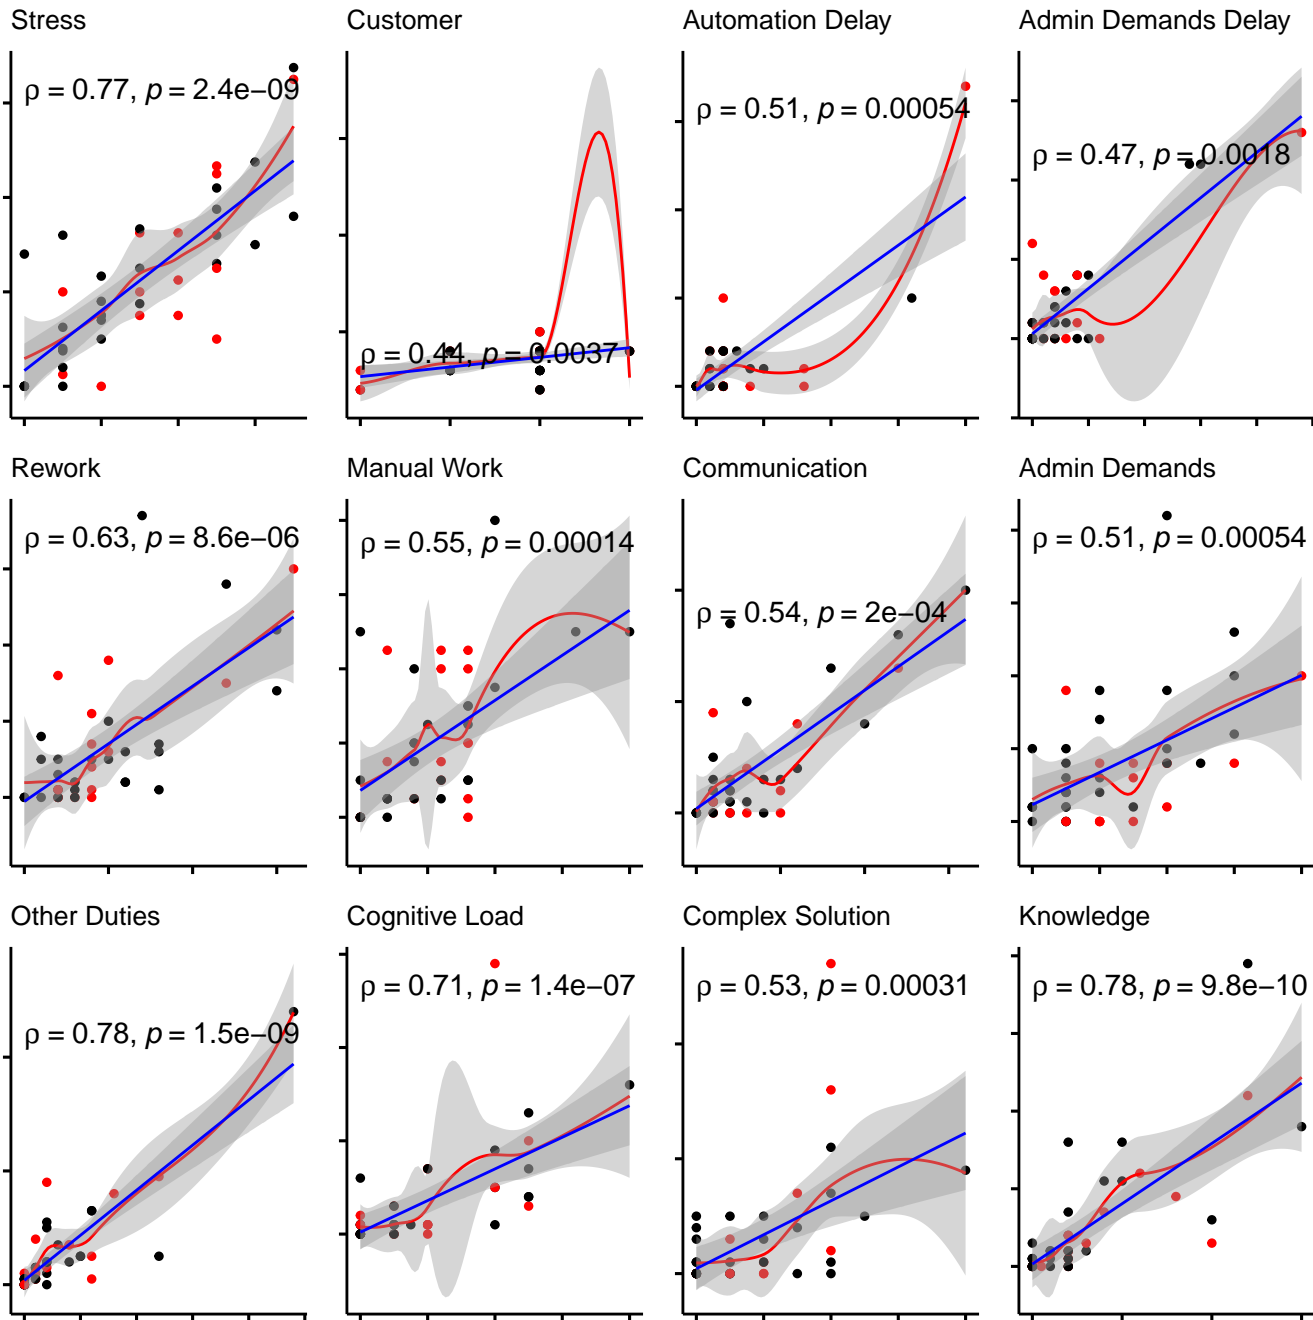 Stress
Customer
Automation Delay
Admin Demands Delay
ρ = 0.77, p = 2.4e−09
ρ = 0.44, p = 0.0037
ρ = 0.51, p = 0.00054
ρ = 0.47, p = 0.0018
Rework
Manual Work
Communication
Admin Demands
ρ = 0.63, p = 8.6e−06
ρ = 0.55, p = 0.00014
ρ = 0.54, p = 2e−04
ρ = 0.51, p = 0.00054
Other Duties
Cognitive Load
Complex Solution
Knowledge
ρ = 0.78, p = 1.5e−09
ρ = 0.71, p = 1.4e−07
ρ = 0.53, p = 0.00031
ρ = 0.78, p = 9.8e−10